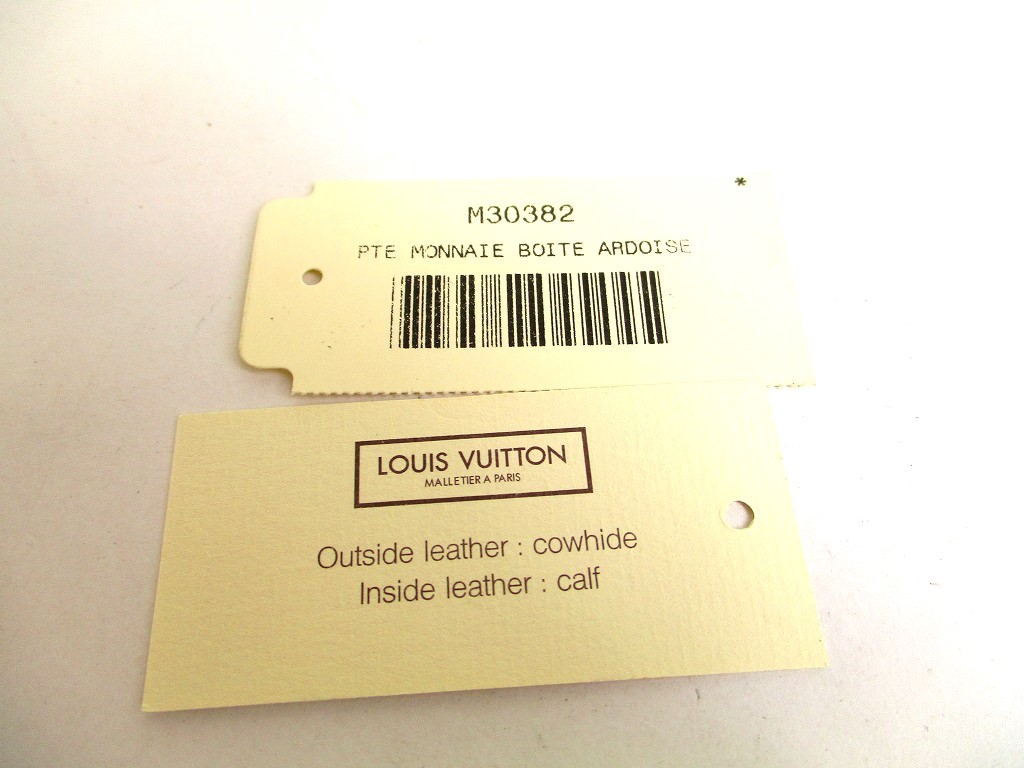 *
M30382
PTE MONNAIE BOITE ARDOISE
LOUIS VUITTON
MALLETIER A PARIS
Outside leather : cowhide
Inside leather : calf